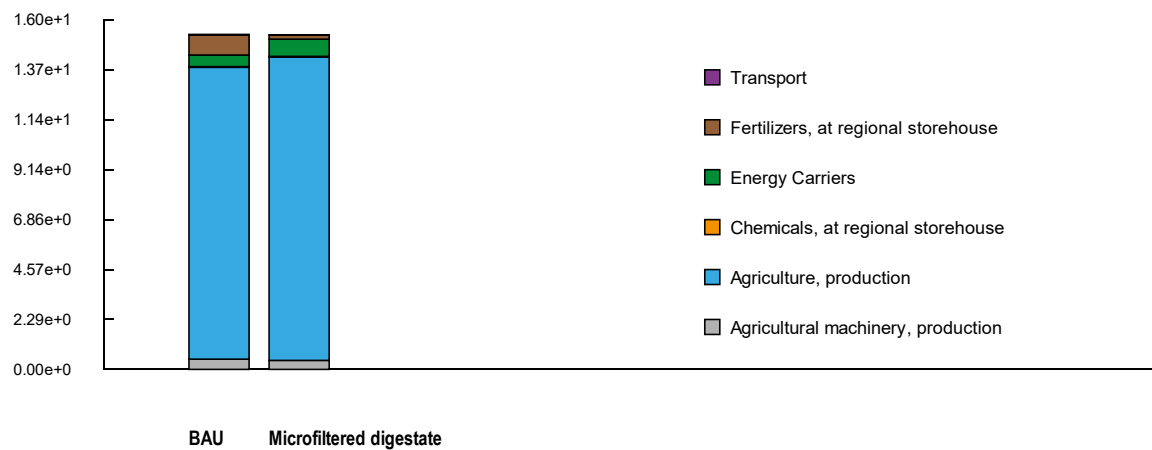 1.60e+1
1.37e+1
1.14e+1
9.14e+0
6.86e+0
4.57e+0
2.29e+0
0.00e+0
Transport
Fertilizers, at regional storehouse
Energy Carriers
Chemicals, at regional storehouse
Agriculture, production
Agricultural machinery, production
BAU Microfiltered digestate